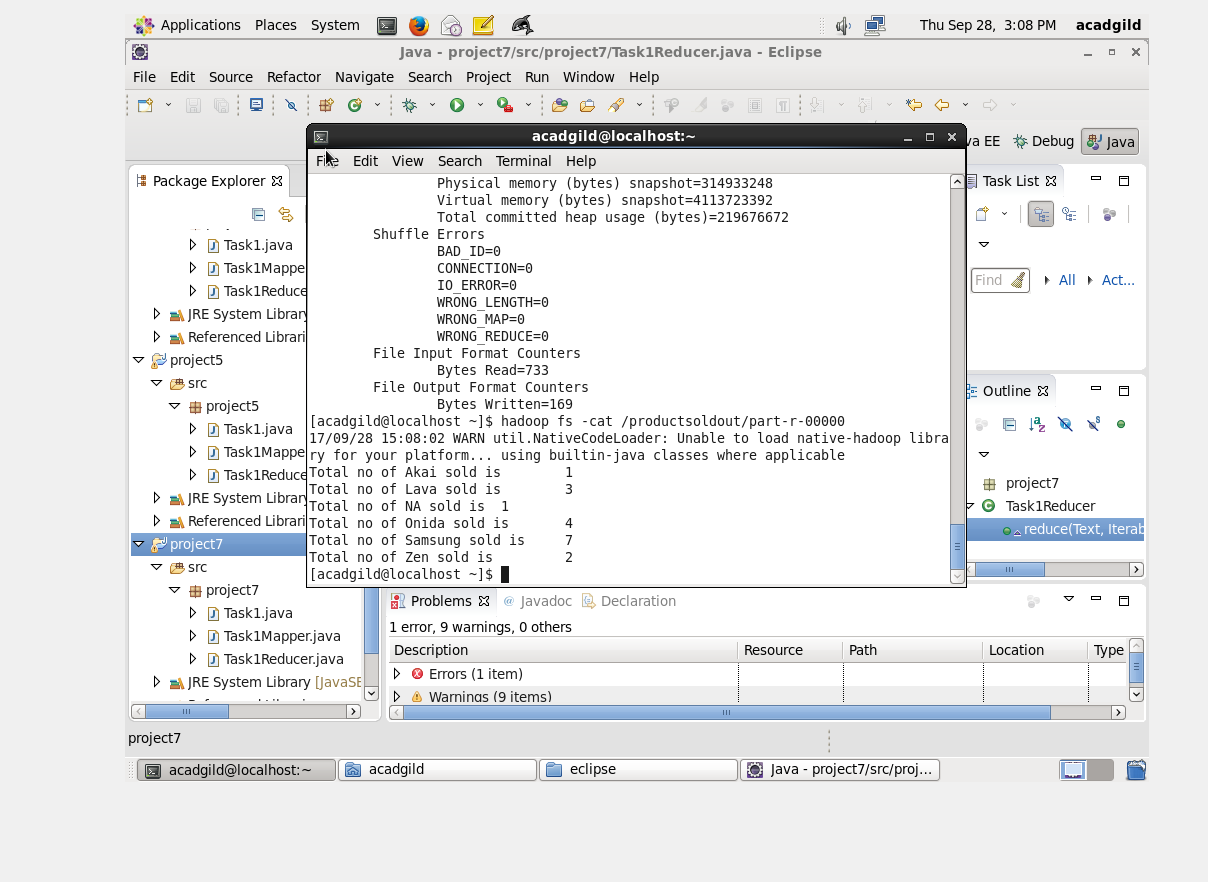 Applications Places System Thu Sep 28, 3:08 PM acadgild
Java - project7/src/project7/Task1Reducer.java - Eclipse
File Edit Source Refactor Navigate Search Project Run Window Help
acadgild@localhost:~
File Edit View Search Terminal Help
Physical memory (bytes) snapshot=314933248
Virtual memory (bytes) snapshot=4113723392
Total committed heap usage (bytes)=219676672
Shuffle Errors
BAD_ID=0
CONNECTION=0
IO_ERROR=0
WRONG_LENGTH=0
WRONG_MAP=0
WRONG_REDUCE=0
File Input Format Counters
Bytes Read=733
File Output Format Counters
Bytes Written=169
[acadgild@localhost ~]$ hadoop fs -cat /productsoldout/part-r-00000
17/09/28 15:08:02 WARN util.NativeCodeLoader: Unable to load native-hadoop libra
ry for your platform... using builtin-java classes where applicable
Total no of Akai sold is 1
Total no of Lava sold is 3
Total no of NA sold is 1
Total no of Onida sold is 4
Total no of Samsung sold is 7
Total no of Zen sold is 2
[acadgild@localhost ~]$
va EE Debug Java
Package Explorer
Task1.java
Task1Mappe
Task1Reduce
JRE System Library
Referenced Librari
project5
src
project5
Task1.java
Task1Mappe
Task1Reduce
JRE System Library
Referenced Librari
project7
src
project7
Task1.java
Task1Mapper.java
Task1Reducer.java
JRE System Library [JavaSE
Task List
Find All Act...
Outline
project7
Task1Reducer
reduce(Text, Iterab
Problems Javadoc Declaration
1 error, 9 warnings, 0 others
Description Resource Path Location Type
Errors (1 item)
Warnings (9 items)
project7
acadgild@localhost:~ acadgild eclipse Java - project7/src/proj...